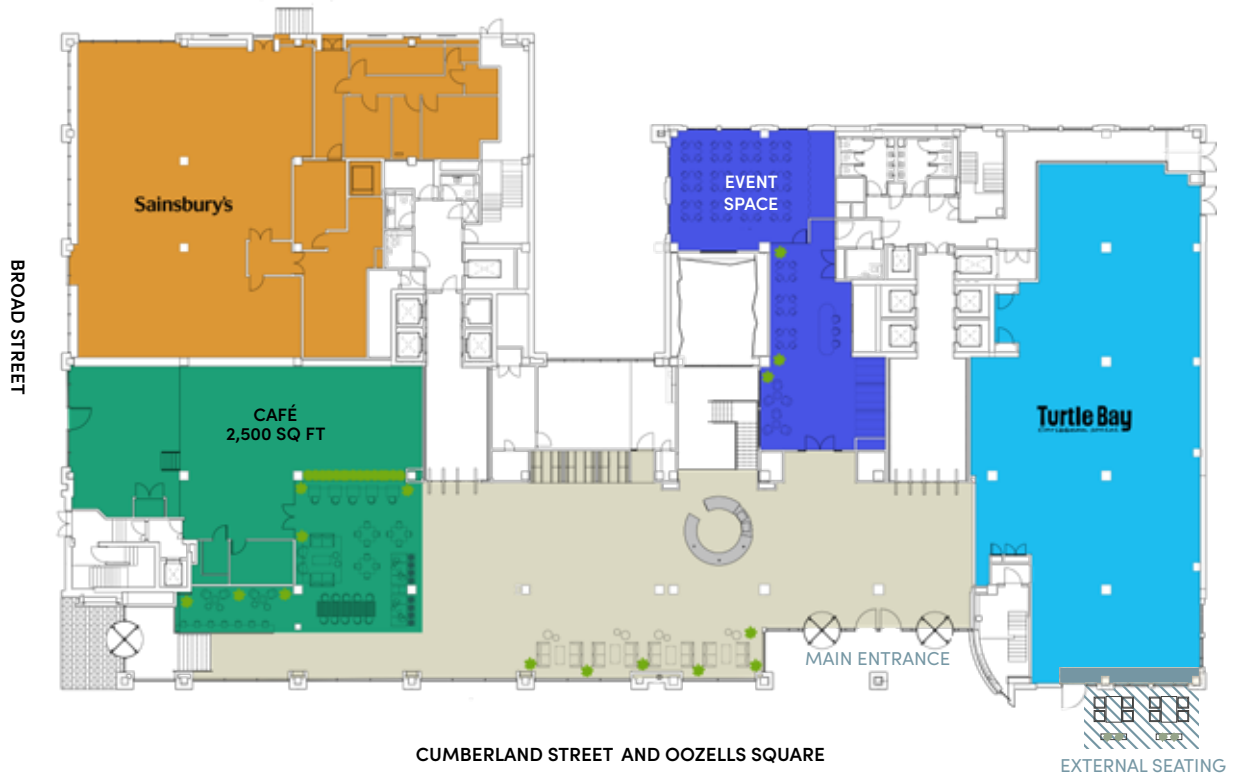 Sainsbury's
EVENT
SPACE
BROAD STREET
CAFÉ
2,500 SQ FT
Turtle Bay
MAIN ENTRANCE
CUMBERLAND STREET AND OOZELLS SQUARE
EXTERNAL SEATING